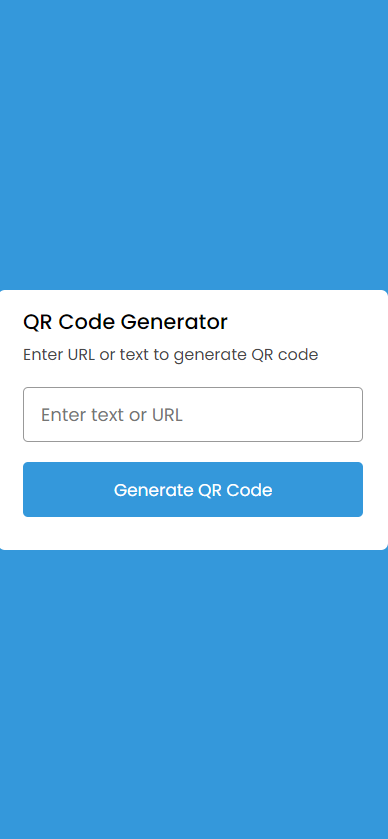 QR Code Generator
Enter URL or text to generate QR code
Enter text or URL
Generate QR Code